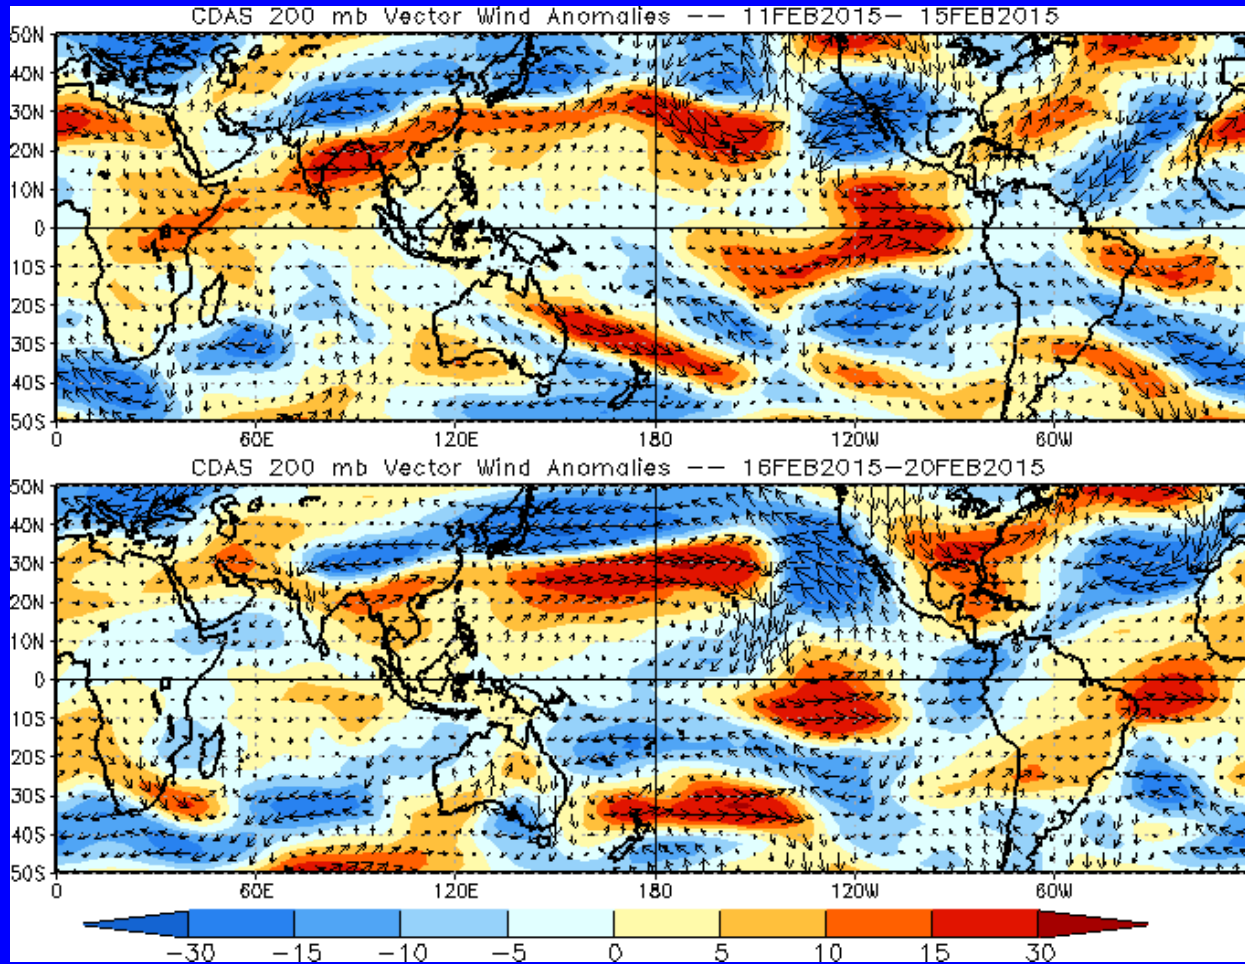 CDAS 200 mb Vector Wind Anomalies -- 11FEB2015- 15FEB2015
50N
40N
30N
20N
10N
0
10S
20S
30S
40S
50S
0 60E 120E 180 120W 60W
CDAS 200 mb Vector Wind Anomalies -- 16FEB2015-20FEB2015
50N
40N
30N
20N
10N
0
10S
20S
30S
40S
50S
0 60E 120E 180 120W 60W
-30 -15 -10 -5 0 5 10 15 30